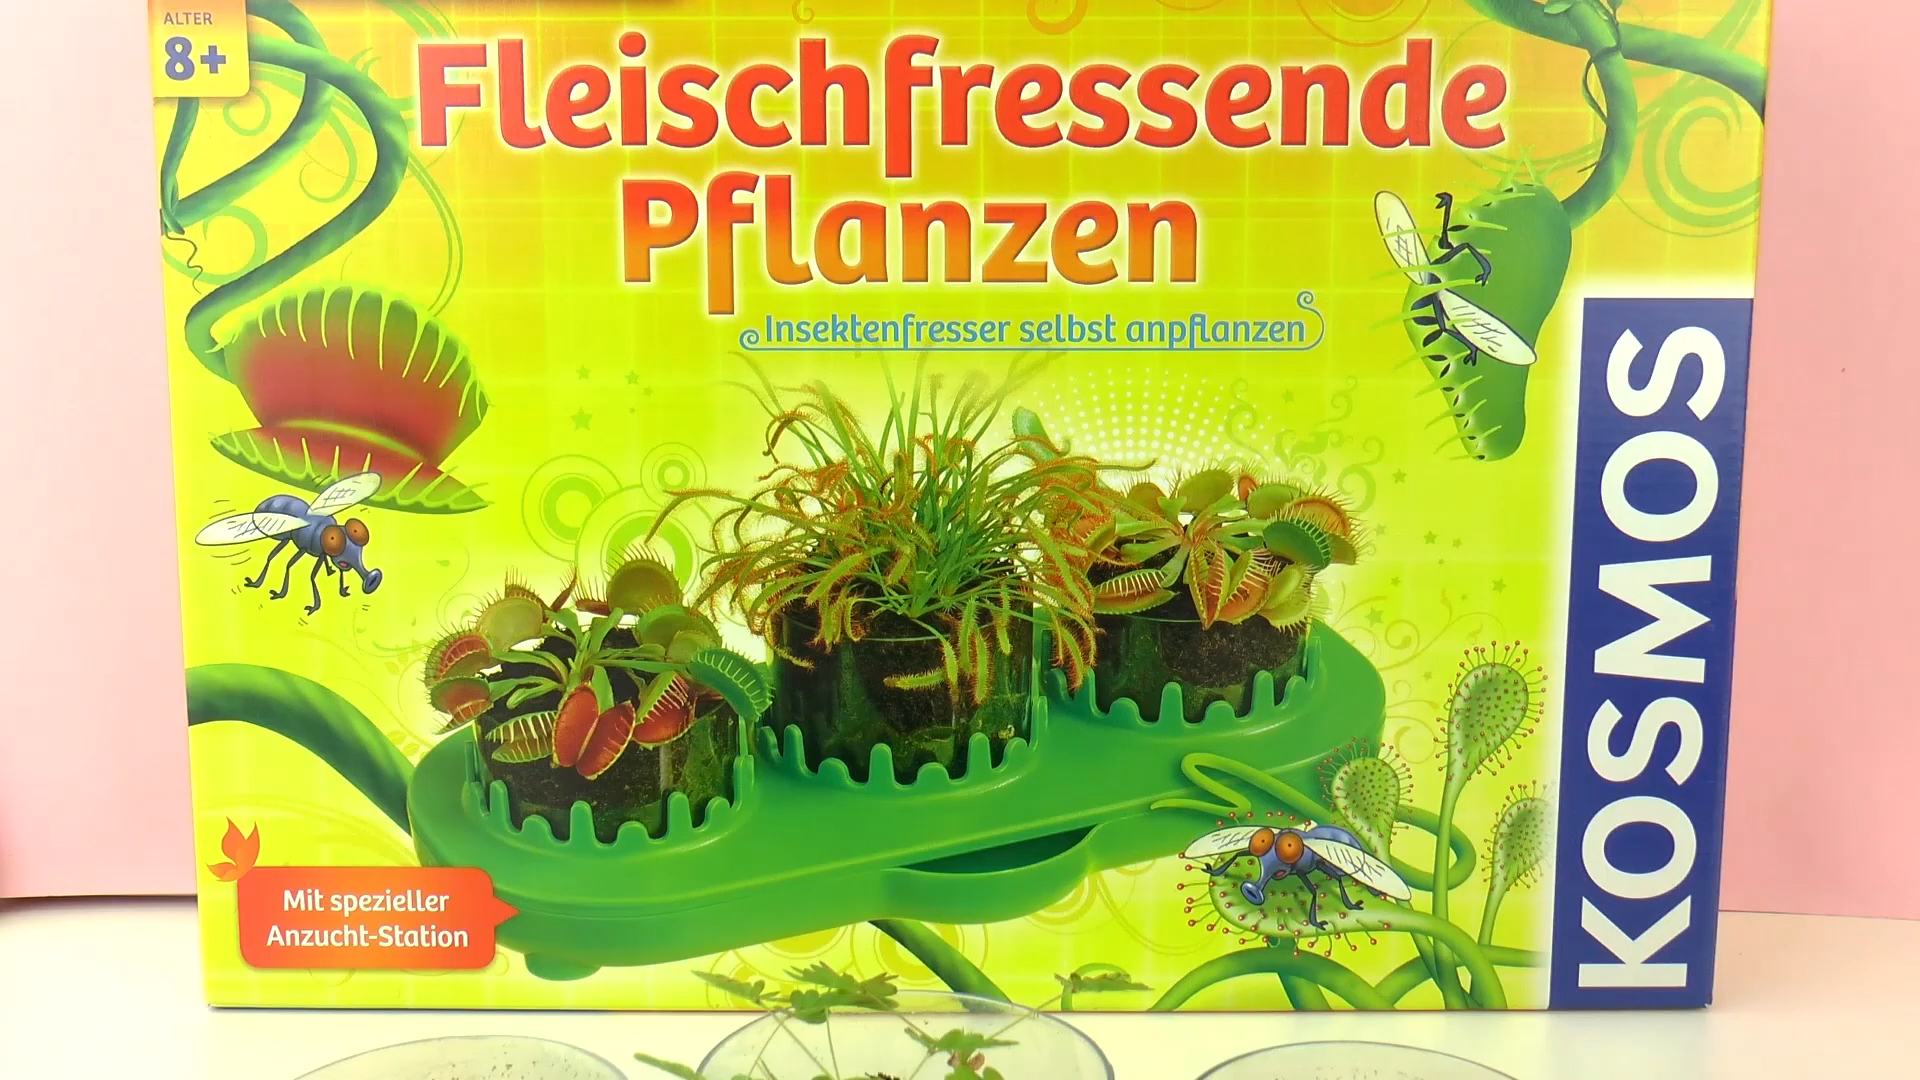 ALTER
8+
Fleischfressende
Pflanzen
Insektenfresser selbst anpflanzen
KOSMOS
Mit spezieller
Anzucht-Station